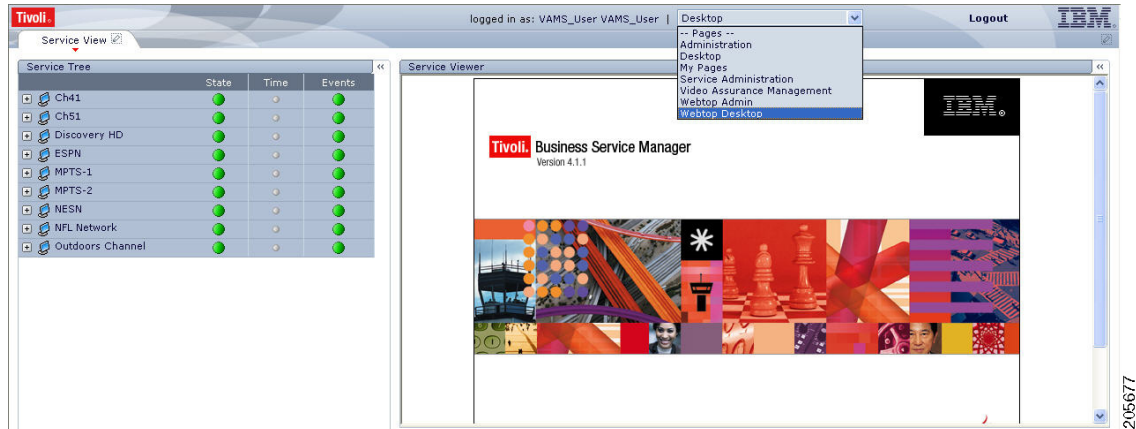 Tivoli.
logged in as: VAMS_User VAMS_User | Desktop
Logout
IBM.
Service View
-- Pages --
Administration
Desktop
My Pages
Service Administration
Video Assurance Management
Webtop Admin
Webtop Desktop
Service Tree
«
State Time Events
Ch41
Ch51
Discovery HD
ESPN
MPTS-1
MPTS-2
NESN
NFL Network
Outdoors Channel
Service Viewer
«
IBM.
Tivoli. Business Service Manager
Version 4.1.1
205677